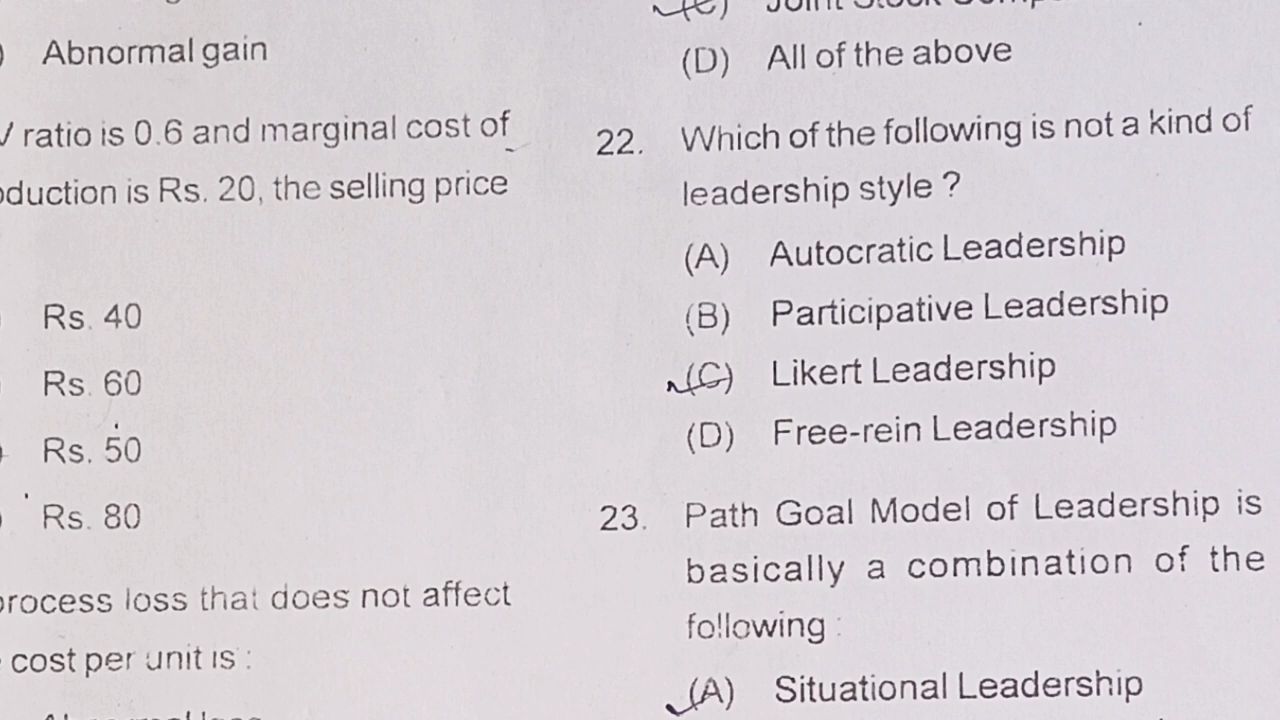 Abnormal gain
ratio is 0.6 and marginal cost of
is Rs. 20, the selling price
Rs. 40
Rs. 60
Rs. 50
Rs. 80
loss that does not affect
cost per unit is :
(D) All of the above
22. Which of the following is not a kind of
leadership style ?
(A) Autocratic Leadership
(B) Participative Leadership
(C) Likert Leadership
(D) Free-rein Leadership
23. Path Goal Model of Leadership is
basically a combination of the
following :
(A) Situational Leadership